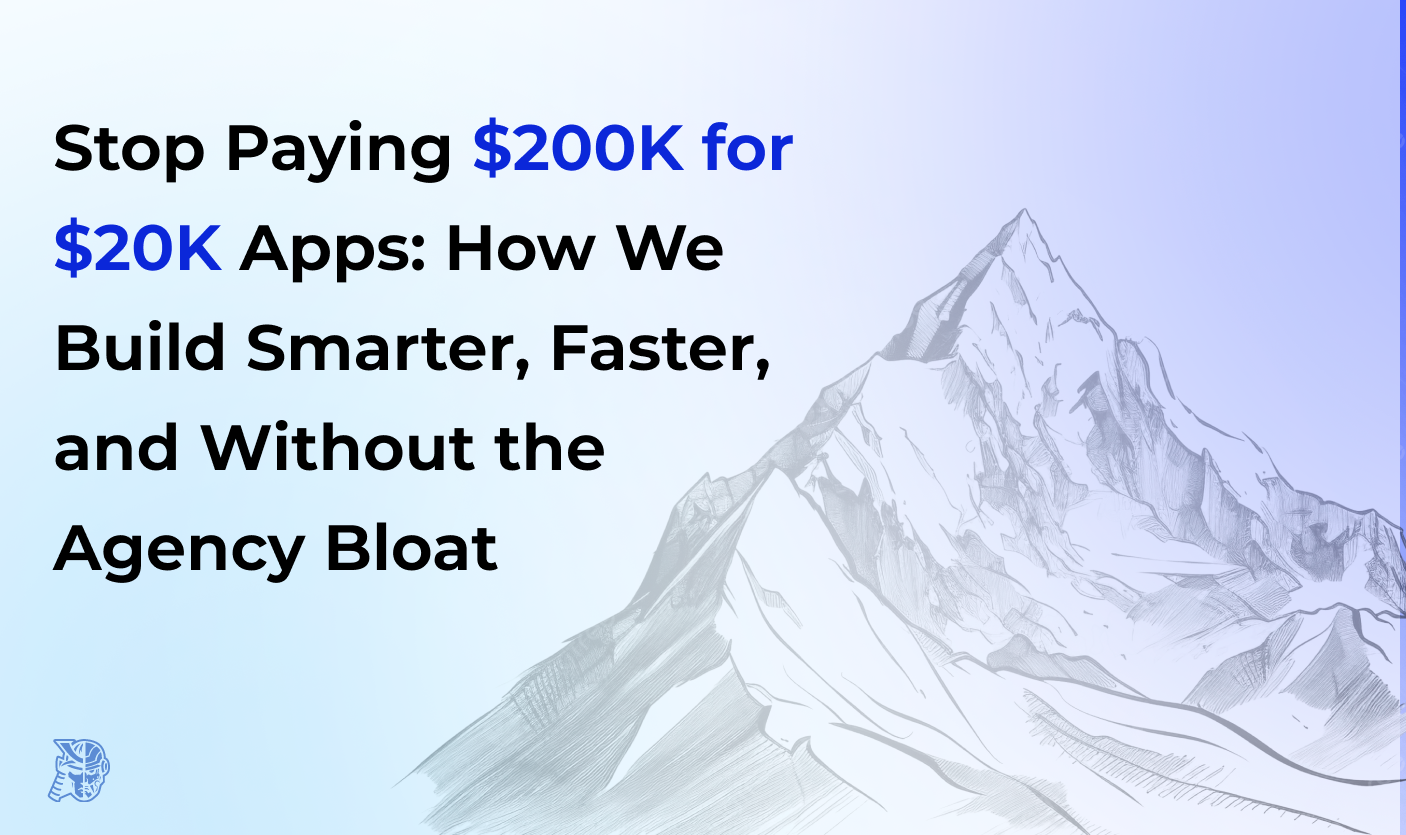 Stop Paying $200K for
$20K Apps: How We
Build Smarter, Faster,
and Without the
Agency Bloat